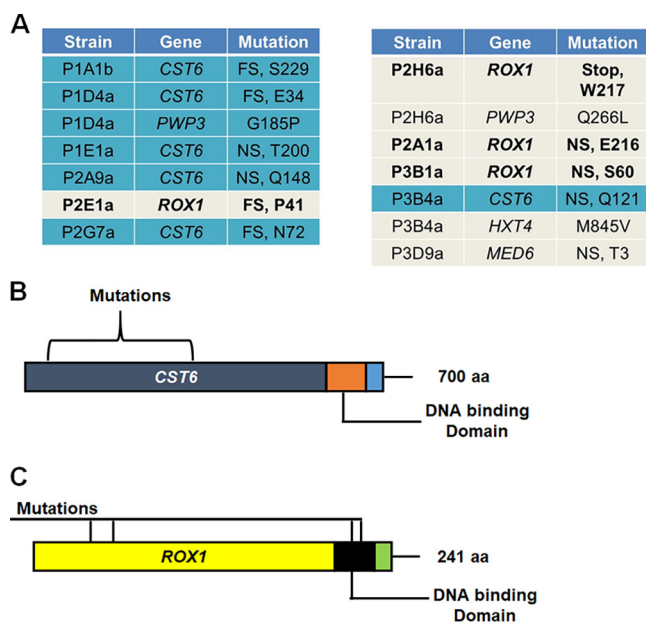 A
Strain Gene Mutation
P1A1b CST6 FS, S229
P1D4a CST6 FS, E34
P1D4a PWP3 G185P
P1E1a CST6 NS, T200
P2A9a CST6 NS, Q148
P2E1a ROX1 FS, P41
P2G7a CST6 FS, N72
Strain Gene Mutation
P2H6a ROX1 Stop,
W217
P2H6a PWP3 Q266L
P2A1a ROX1 NS, E216
P3B1a ROX1 NS, S60
P3B4a CST6 NS, Q121
P3B4a HXT4 M845V
P3D9a MED6 NS, T3
B
Mutations
CST6
700 aa
DNA binding
Domain
C
Mutations
ROX1
241 aa
DNA binding
Domain